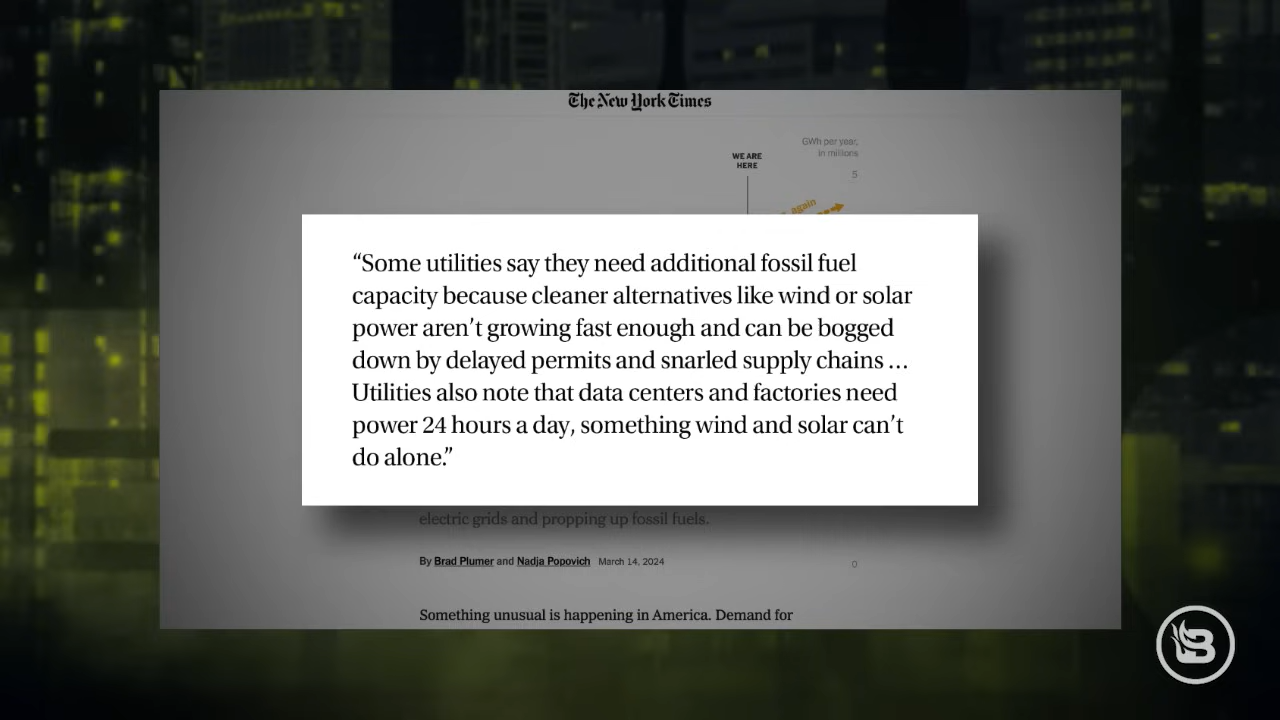 The New York Times
GWh per year,
in millions
WE ARE
HERE
5
again
“Some utilities say they need additional fossil fuel
capacity because cleaner alternatives like wind or solar
power aren’t growing fast enough and can be bogged
down by delayed permits and snarled supply chains …
Utilities also note that data centers and factories need
power 24 hours a day, something wind and solar can’t
do alone.”
electric grids and propping up fossil fuels.
By Brad Plumer and Nadja Popovich March 14, 2024
0
Something unusual is happening in America. Demand for
B